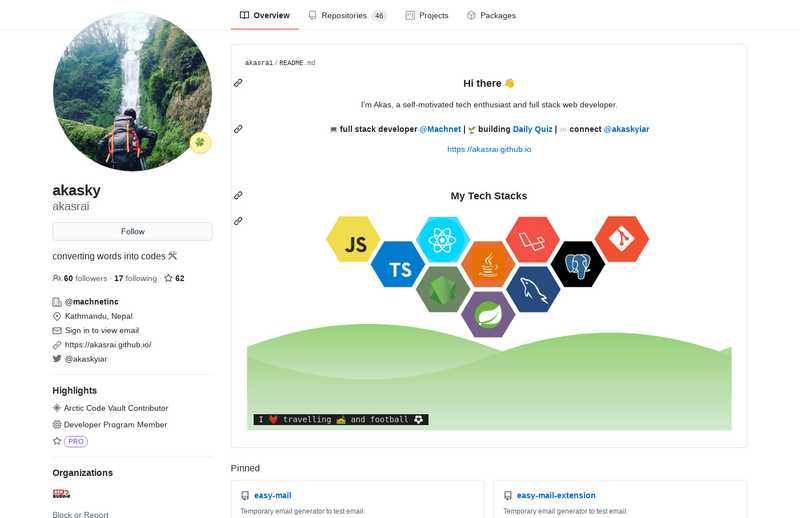 Overview
Repositories 46
Projects
Packages
akasky
akasrai
Follow
converting words into codes 🛠
60 followers · 17 following · 62
@machnetinc
Kathmandu, Nepal
Sign in to view email
https://akasrai.github.io/
@akaskyiar
Highlights
Arctic Code Vault Contributor
Developer Program Member
PRO
Organizations
Block or Report
akasrai / README.md
Hi there 👋
I'm Akas, a self-motivated tech enthusiast and full stack web developer.
💻 full stack developer @Machnet | 🌱 building Daily Quiz | ✉️ connect @akaskyiar
https://akasrai.github.io
My Tech Stacks
JS
TS
I ❤️ travelling 🏕 and football ⚽
Pinned
easy-mail
Temporary email generator to test email.
easy-mail-extension
Temporary email generator to test email.